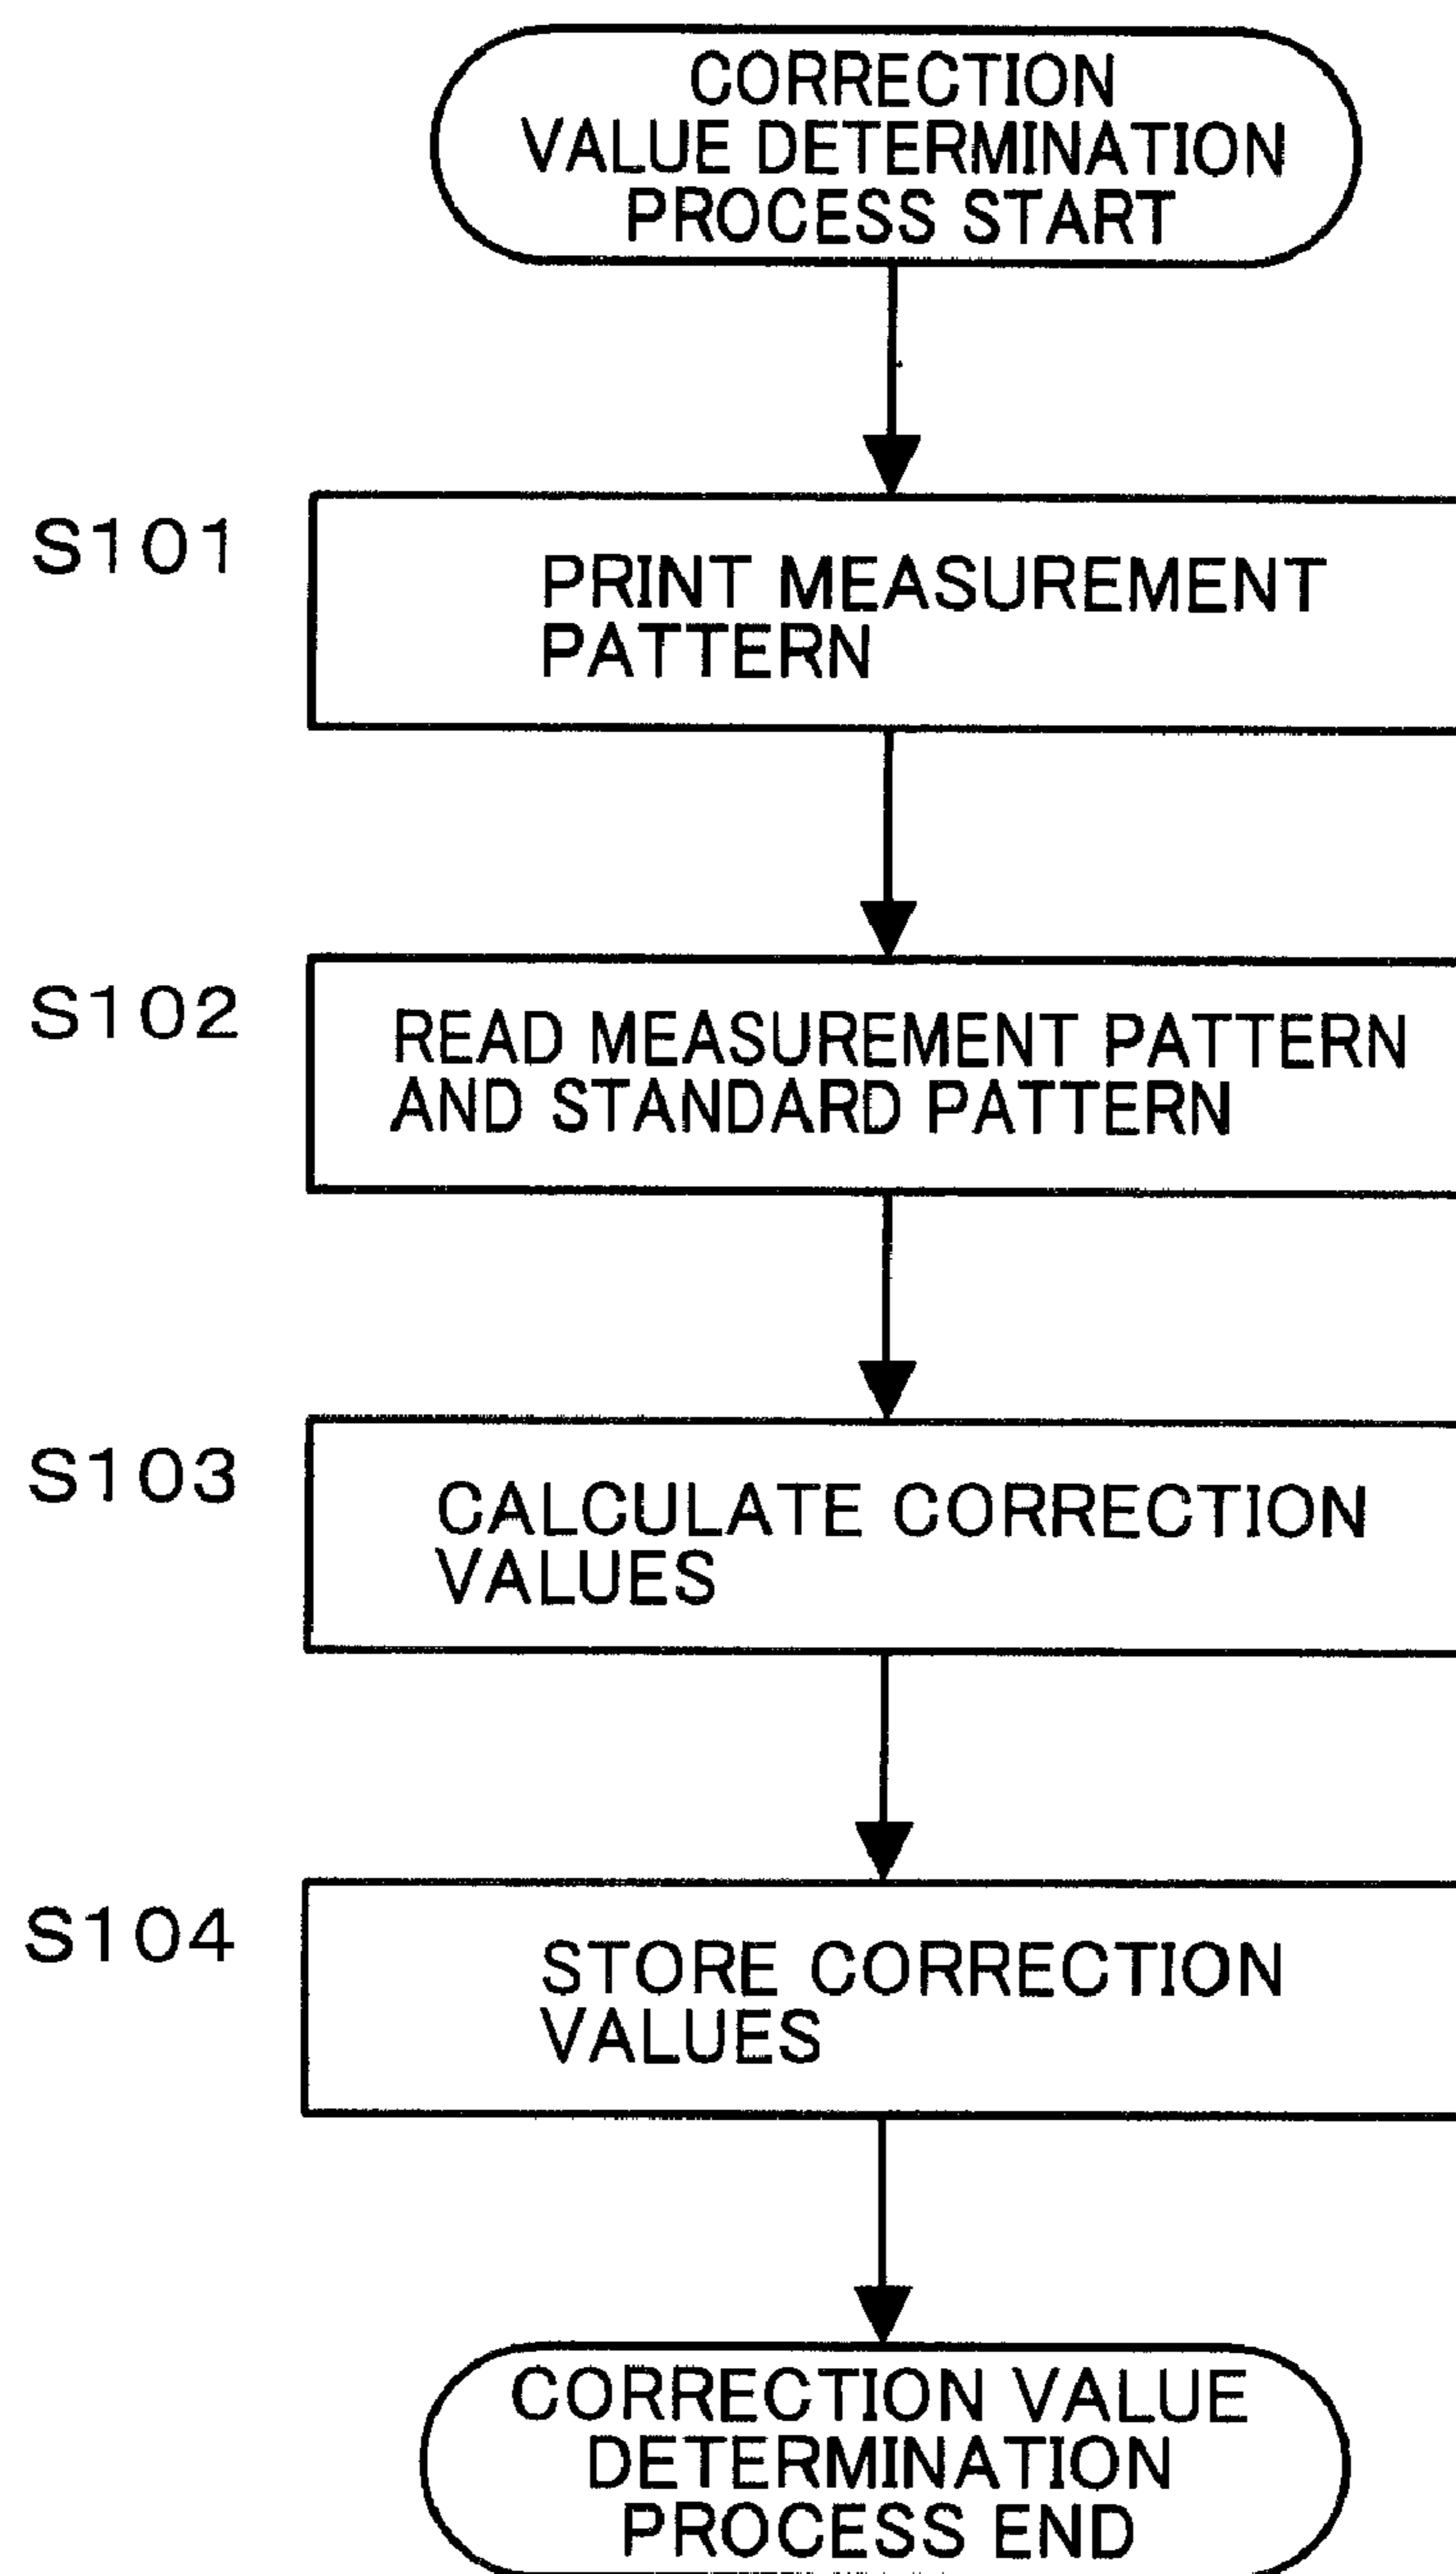 CORRECTION
VALUE DETERMINATION
PROCESS START
S101
PRINT MEASUREMENT
PATTERN
S102
READ MEASUREMENT PATTERN
AND STANDARD PATTERN
S103
CALCULATE CORRECTION
VALUES
S104
STORE CORRECTION
VALUES
CORRECTION VALUE
DETERMINATION
PROCESS END